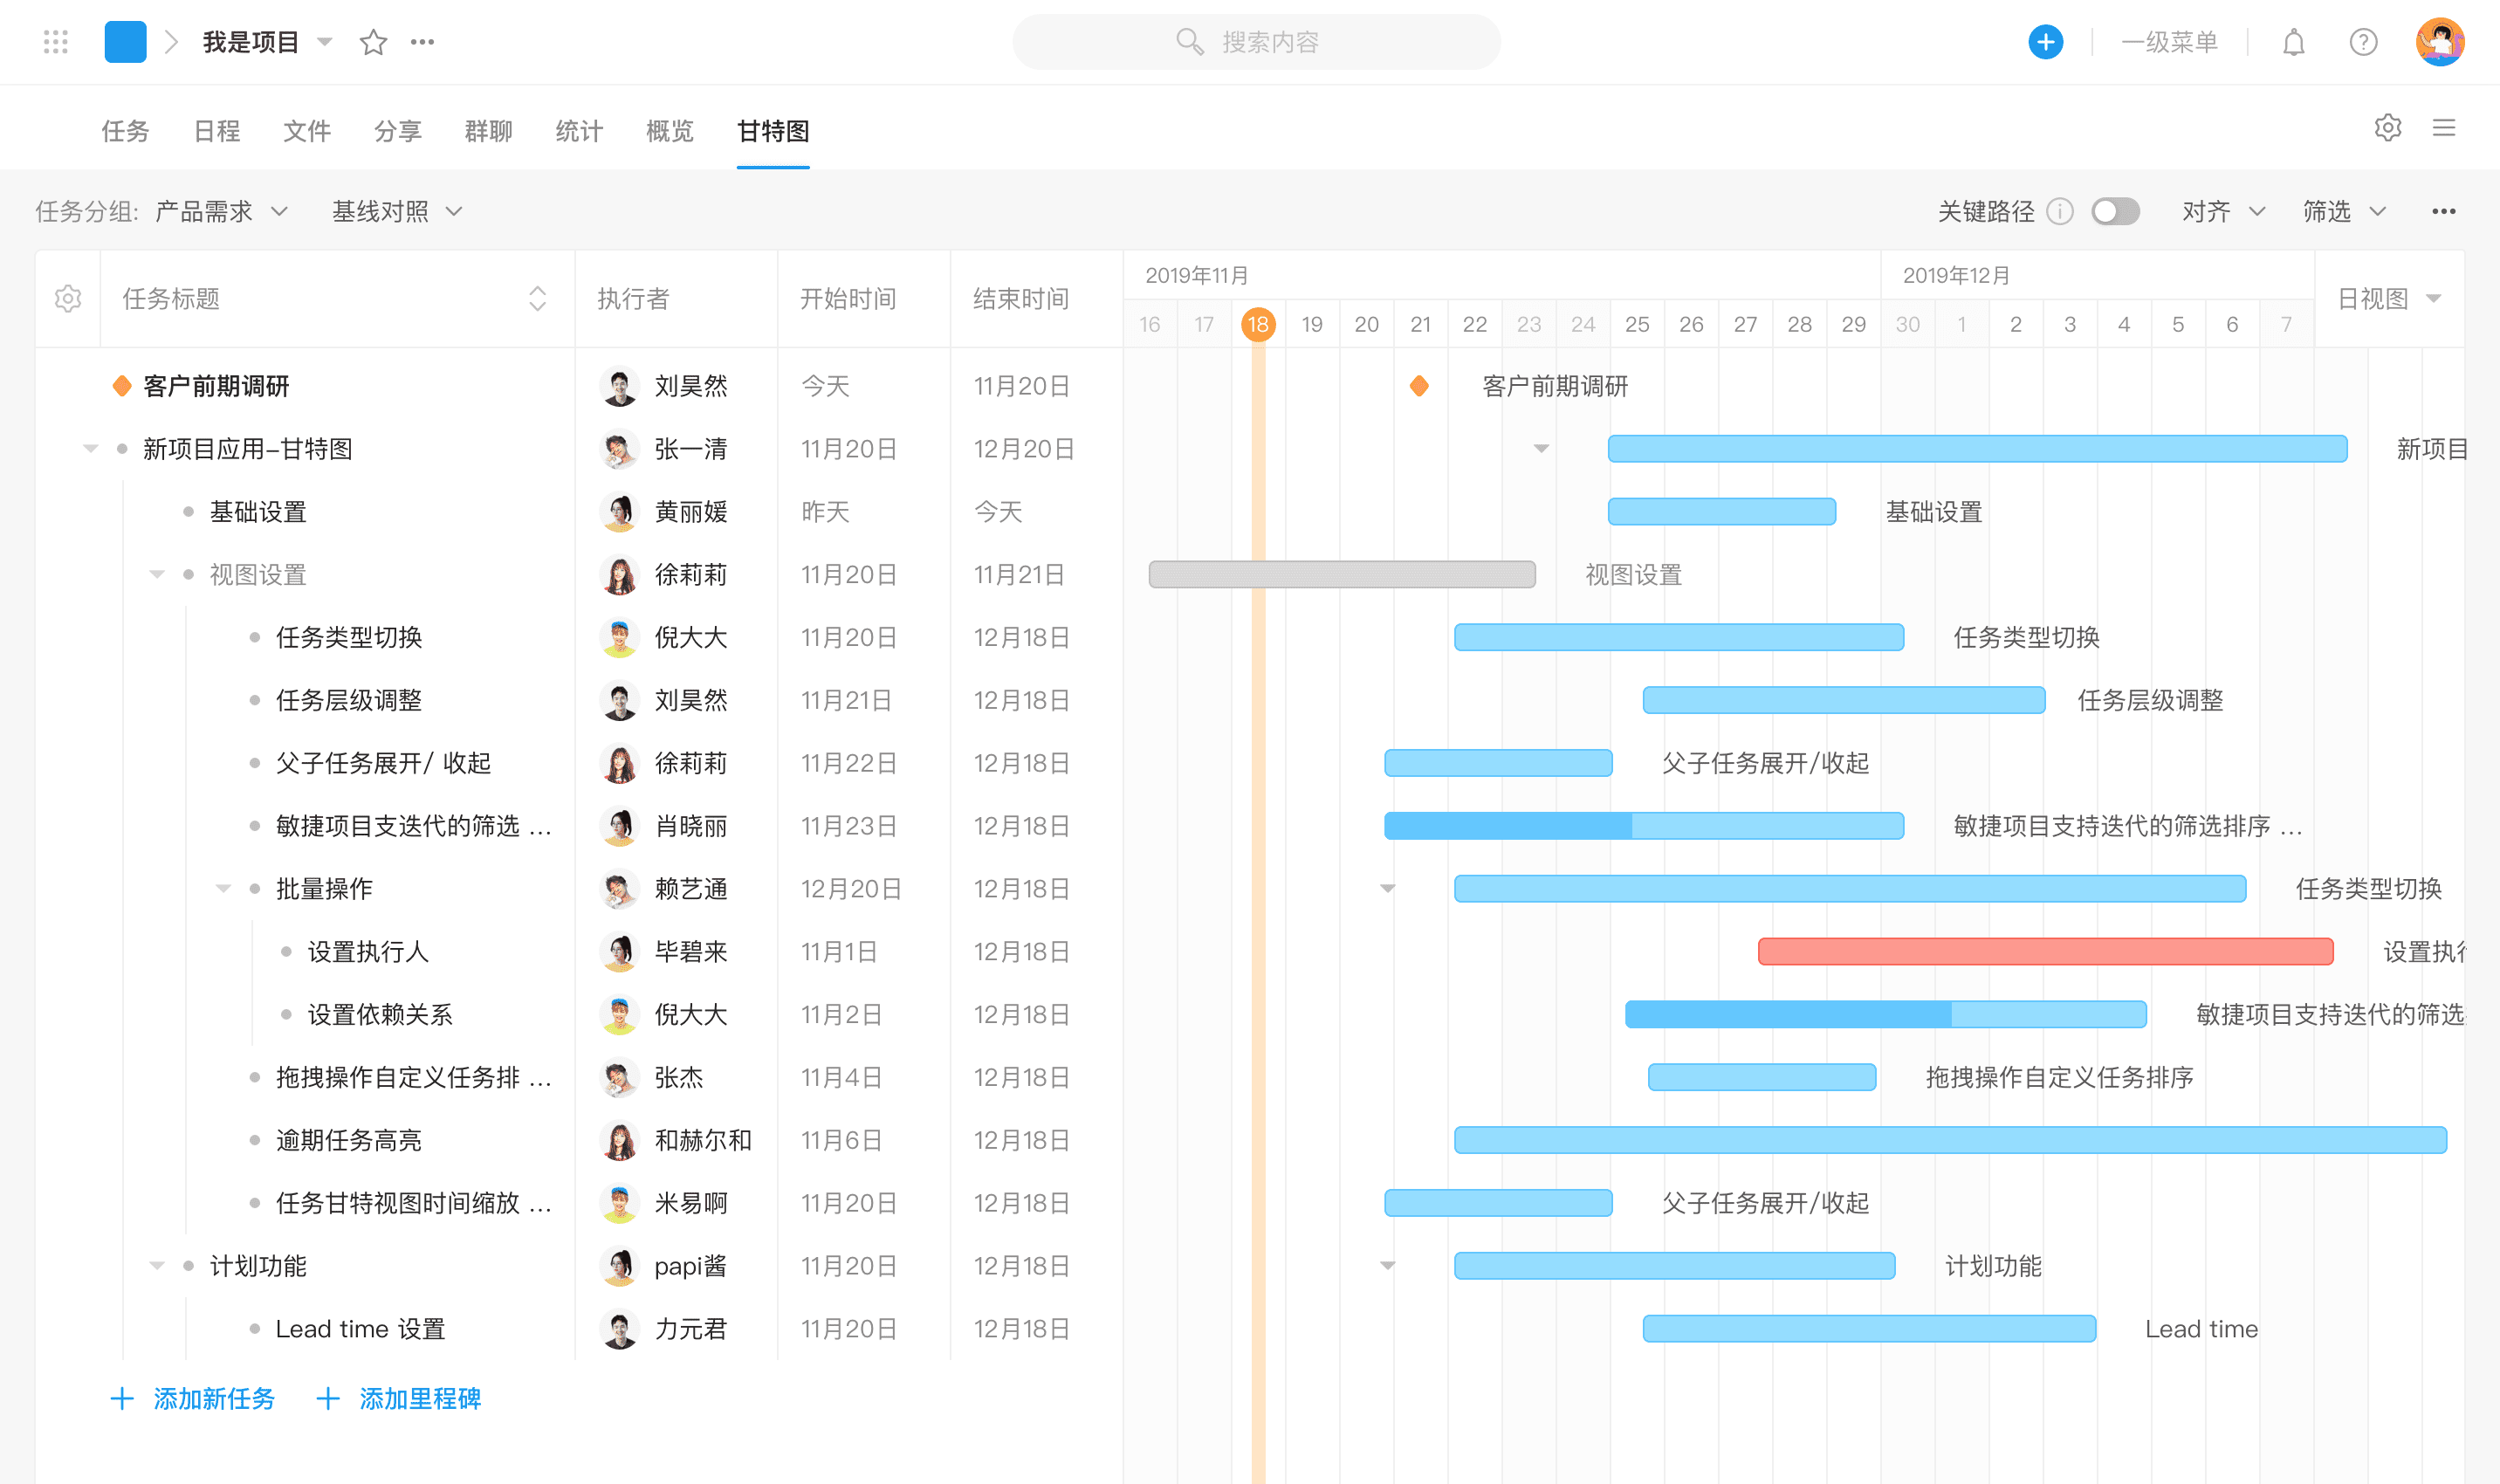 我是项目
搜索内容
一级菜单
任务 日程 文件 分享 群聊 统计 概览 甘特图
任务分组: 产品需求 基线对照 关键路径 对齐 筛选
任务标题 执行者 开始时间 结束时间 2019年11月 2019年12月 日视图
16 17 18 19 20 21 22 23 24 25 26 27 28 29 30 1 2 3 4 5 6 7
客户前期调研 刘昊然 今天 11月20日 客户前期调研
新项目应用–甘特图 张一清 11月20日 12月20日 新项目
基础设置 黄丽媛 昨天 今天 基础设置
视图设置 徐莉莉 11月20日 11月21日 视图设置
任务类型切换 倪大大 11月20日 12月18日 任务类型切换
任务层级调整 刘昊然 11月21日 12月18日 任务层级调整
父子任务展开/ 收起 徐莉莉 11月22日 12月18日 父子任务展开/收起
敏捷项目支迭代的筛选 ... 肖晓丽 11月23日 12月18日 敏捷项目支持迭代的筛选排序 ...
批量操作 赖艺通 12月20日 12月18日 任务类型切换
设置执行人 毕碧来 11月1日 12月18日 设置执行
设置依赖关系 倪大大 11月2日 12月18日 敏捷项目支持迭代的筛选
拖拽操作自定义任务排 ... 张杰 11月4日 12月18日 拖拽操作自定义任务排序
逾期任务高亮 和赫尔和 11月6日 12月18日
任务甘特视图时间缩放 ... 米易啊 11月20日 12月18日 父子任务展开/收起
计划功能 papi酱 11月20日 12月18日 计划功能
Lead time 设置 力元君 11月20日 12月18日 Lead time
添加新任务 添加里程碑